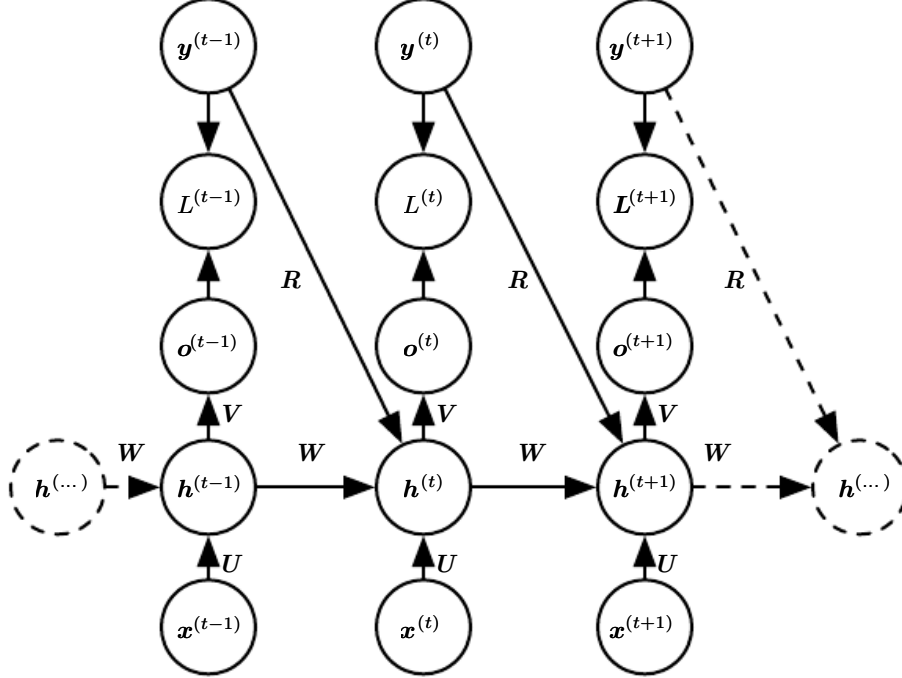 y^(t−1) y^(t) y^(t+1)
L^(t−1) L^(t) L^(t+1)
R R R
o^(t−1) o^(t) o^(t+1)
V V V
W W W W
h^(...) h^(t−1) h^(t) h^(t+1) h^(...)
U U U
x^(t−1) x^(t) x^(t+1)